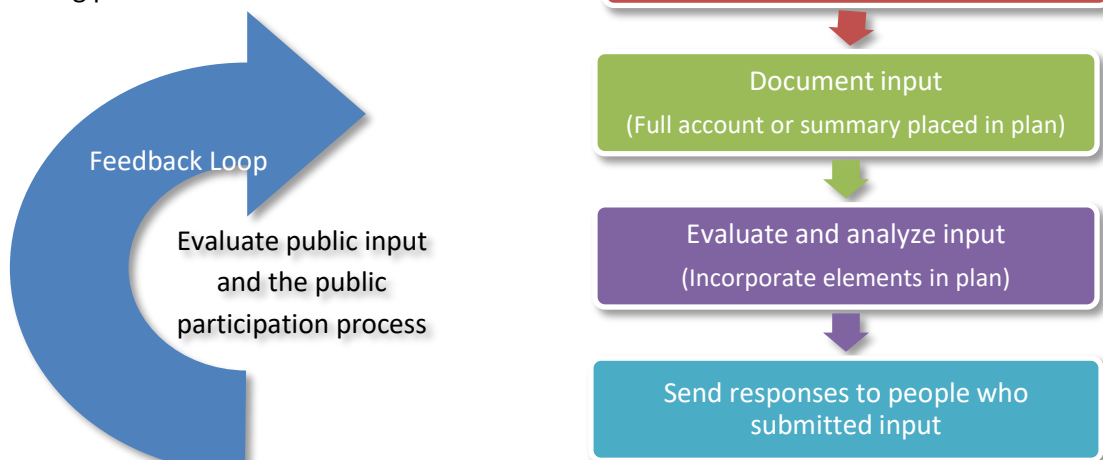 Feedback Loop
Evaluate public input
and the public
participation process
Document input
(Full account or summary placed in plan)
Evaluate and analyze input
(Incorporate elements in plan)
Send responses to people who
submitted input